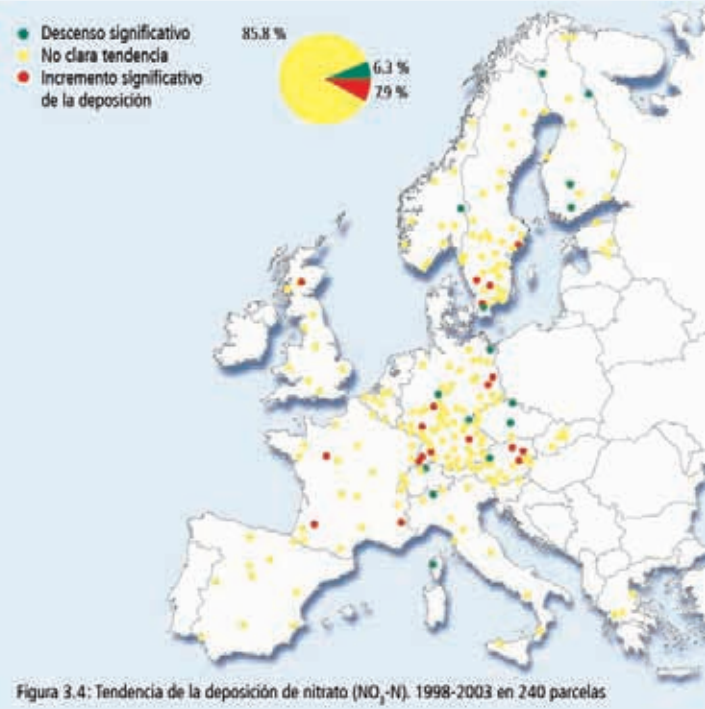 Descenso significativo
No clara tendencia
Incremento significativo
de la deposición
85.8 %
6.3 %
7.9 %
Figura 3.4: Tendencia de la deposición de nitrato (NO3-N). 1998-2003 en 240 parcelas